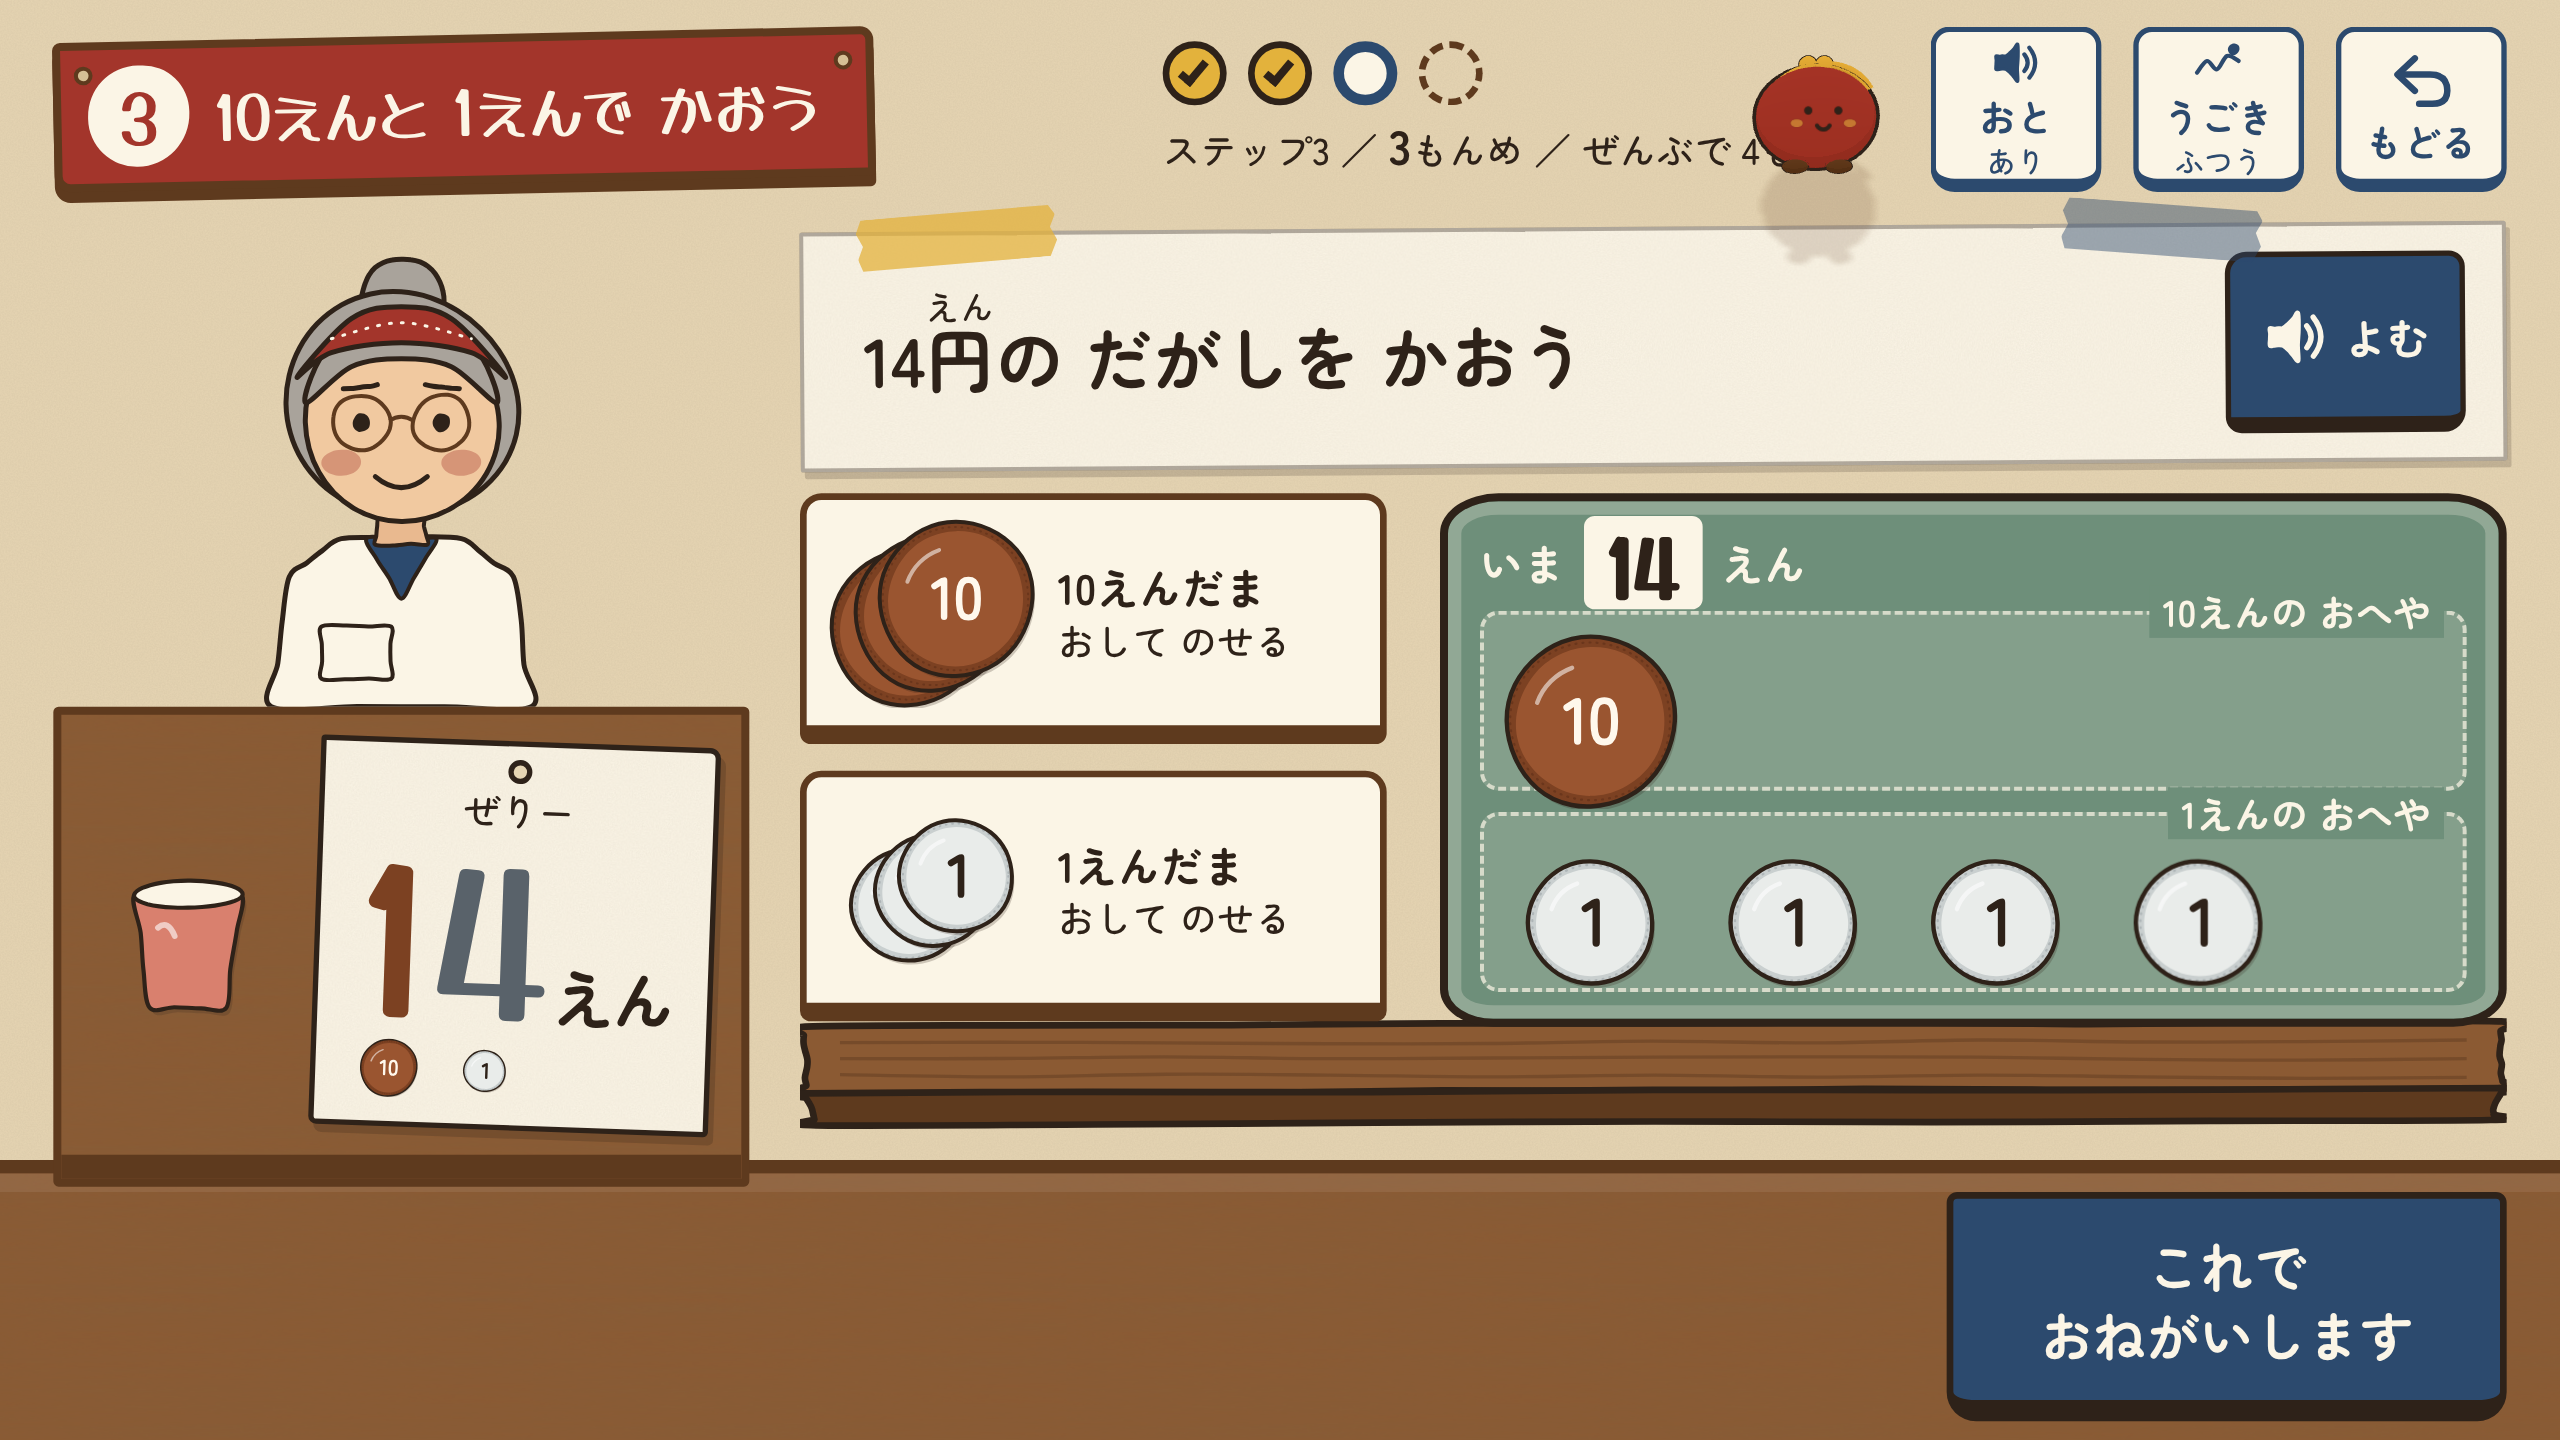 3 10えんと 1えんで かおう
ステップ3 ／ 3もんめ ／ ぜんぶで 4
おと
あり
うごき
ふつう
もどる
えん
14円の だがしを かおう
よむ
10
10えんだま
おして のせる
1
1えんだま
おして のせる
いま 14 えん
10えんの おへや
10
1えんの おへや
1 1 1 1
ぜりー
14えん
10 1
これで
おねがいします